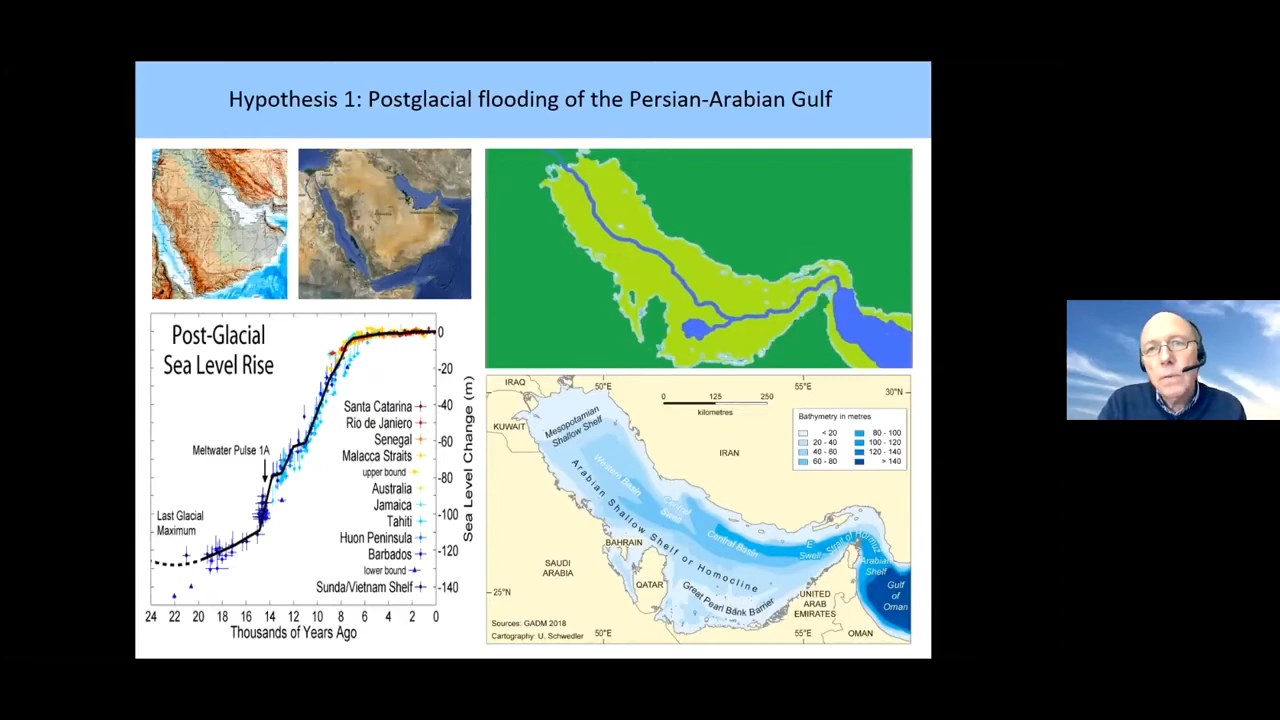 Hypothesis 1: Postglacial flooding of the Persian-Arabian Gulf
Post-Glacial
Sea Level Rise
Meltwater Pulse 1A
Last Glacial
Maximum
Santa Catarina
Rio de Janiero
Senegal
Malacca Straits
upper bound
Australia
Jamaica
Tahiti
Huon Peninsula
Barbados
lower bound
Sunda/Vietnam Shelf
0
-20
-40
-60
-80
-100
-120
-140
Sea Level Change (m)
24 22 20 18 16 14 12 10 8 6 4 2 0
Thousands of Years Ago
IRAQ
50°E
0 125 250
kilometres
55°E
30°N
KUWAIT
Mesopotamian
Shallow Shelf
IRAN
Bathymetry in metres
< 20
20 - 40
40 - 60
60 - 80
80 - 100
100 - 120
120 - 140
> 140
Western Basin
Arabian Shallow Shelf or Homocline
Central
Swell
Central Basin
E
Swell
Strait of Hormuz
Arabian
Shelf
Gulf
of
Oman
BAHRAIN
SAUDI
ARABIA
QATAR
Great Pearl Bank Barrier
UNITED
ARAB
EMIRATES
25°N
OMAN
Sources: GADM 2018
Cartography: U. Schwedler
50°E
55°E